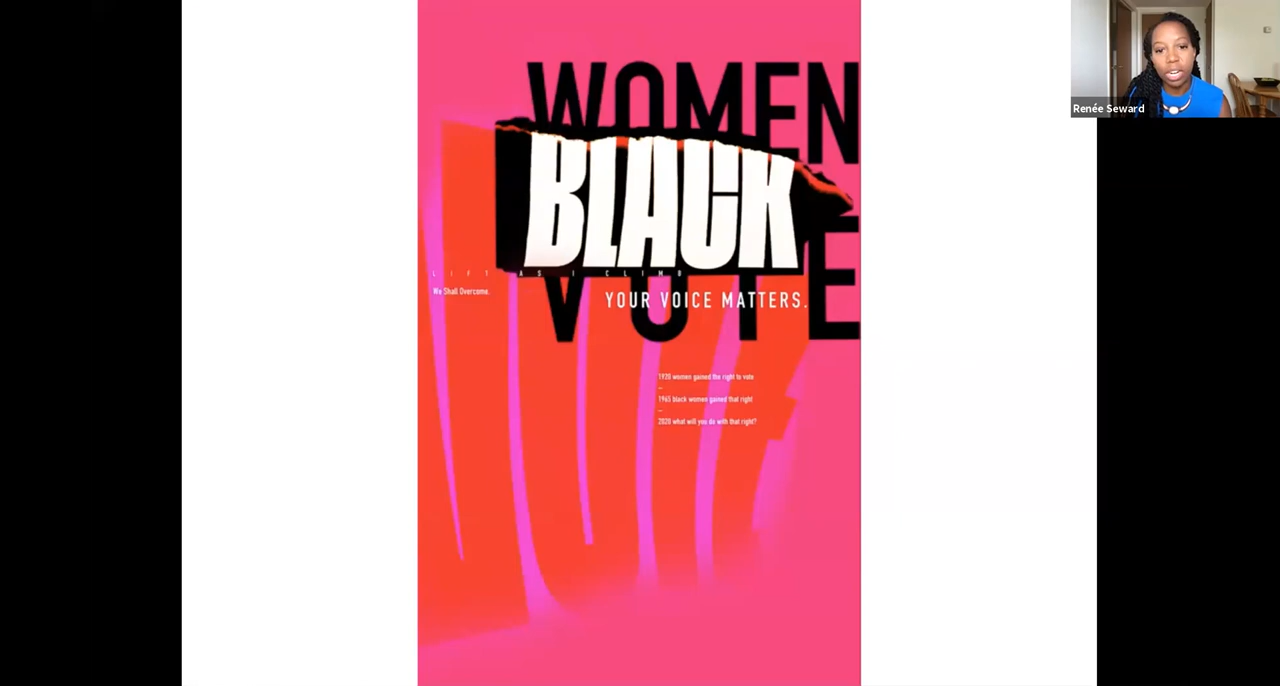 Renée Seward
WOMEN
BLACK
VOTE
LIFT AS I CLIMB
We Shall Overcome.
YOUR VOICE MATTERS.
1920 women gained the right to vote
–
1965 black women gained that right
–
2020 what will you do with that right?